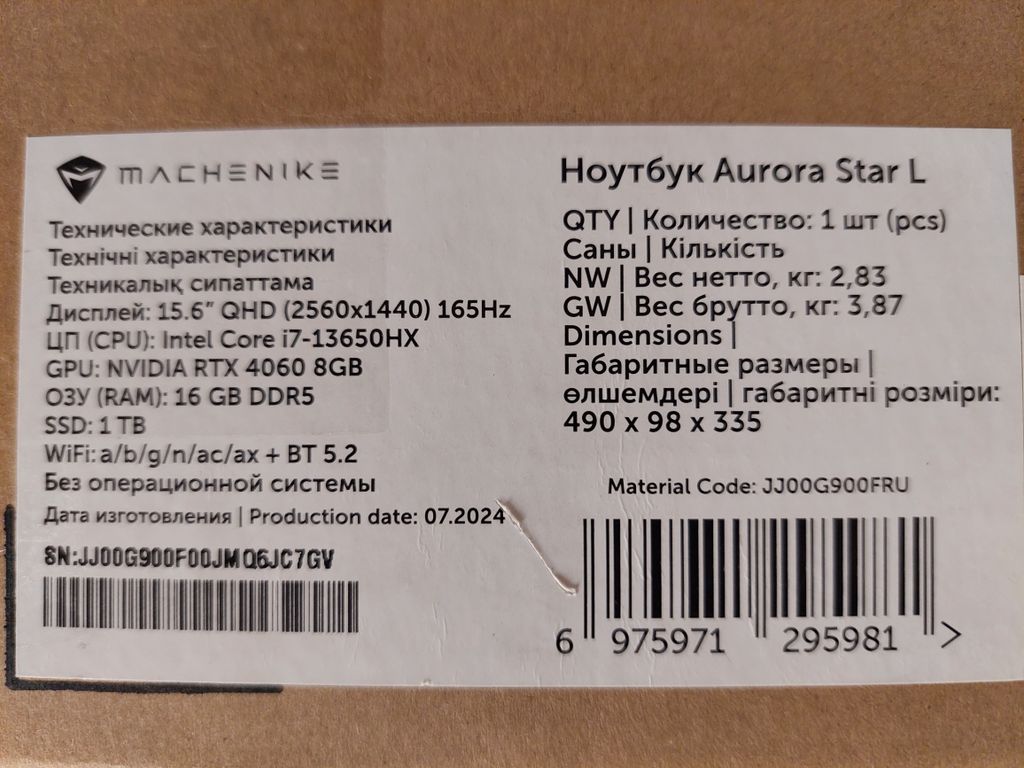 MACHENIKE
Технические характеристики
Технічні характеристики
Техникалық сипаттама
Дисплей: 15.6” QHD (2560x1440) 165Hz
ЦП (CPU): Intel Core i7-13650HX
GPU: NVIDIA RTX 4060 8GB
ОЗУ (RAM): 16 GB DDR5
SSD: 1 TB
WiFi: a/b/g/n/ac/ax + BT 5.2
Без операционной системы
Дата изготовления | Production date: 07.2024
SN:JJ00G900F00JMQ6JC7GV
Ноутбук Aurora Star L
QTY | Количество: 1 шт (pcs)
Саны | Кількість
NW | Вес нетто, кг: 2,83
GW | Вес брутто, кг: 3,87
Dimensions |
Габаритные размеры |
өлшемдері | габаритні розміри:
490 x 98 x 335
Material Code: JJ00G900FRU
6 975971 295981 >